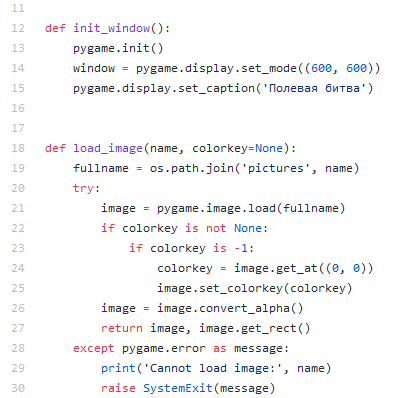 11
12 def init_window():
13     pygame.init()
14     window = pygame.display.set_mode((600, 600))
15     pygame.display.set_caption('Полевая битва')
16
17
18 def load_image(name, colorkey=None):
19     fullname = os.path.join('pictures', name)
20     try:
21         image = pygame.image.load(fullname)
22         if colorkey is not None:
23             if colorkey is -1:
24                 colorkey = image.get_at((0, 0))
25                 image.set_colorkey(colorkey)
26         image = image.convert_alpha()
27         return image, image.get_rect()
28     except pygame.error as message:
29         print('Cannot load image:', name)
30         raise SystemExit(message)